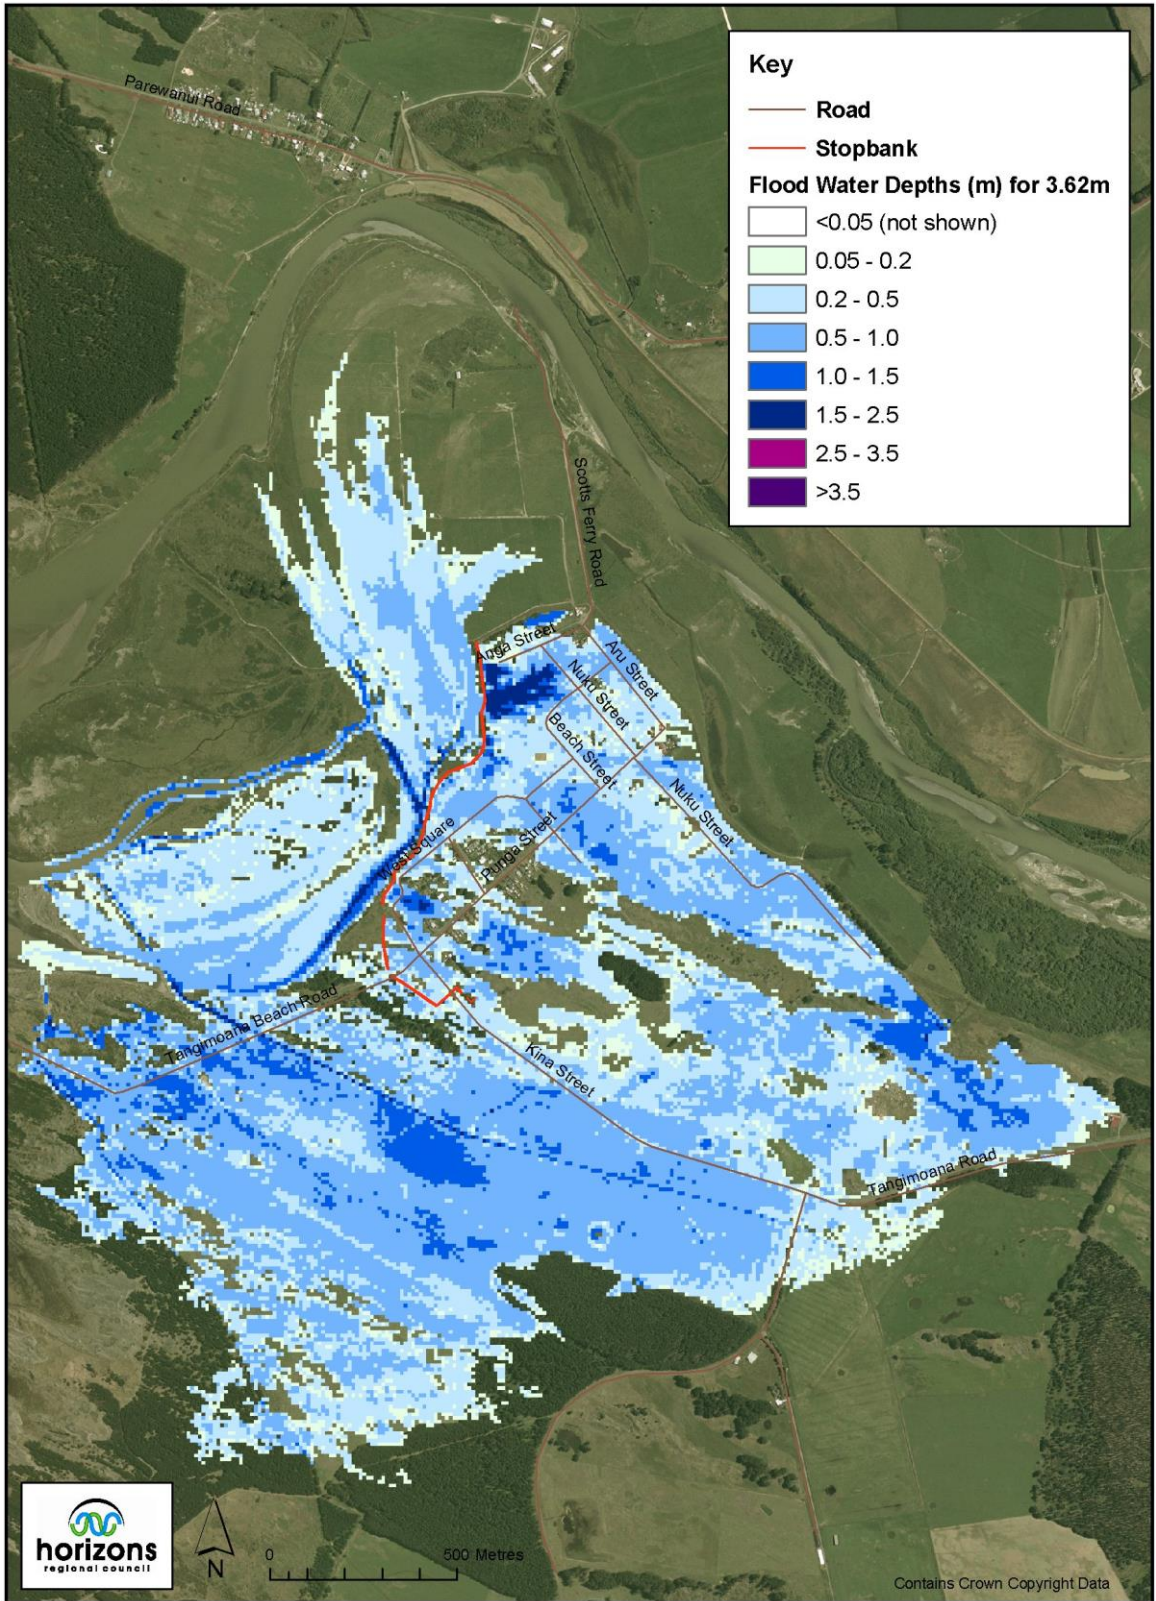 Key
Road
Stopbank
Flood Water Depths (m) for 3.62m
<0.05 (not shown)
0.05 - 0.2
0.2 - 0.5
0.5 - 1.0
1.0 - 1.5
1.5 - 2.5
2.5 - 3.5
>3.5
Parewanui Road
Scotts Ferry Road
Anga Street
Aru Street
Nuku Street
Beach Street
Nuku Street
West Square
Punga Street
Tangimoana Beach Road
Kina Street
Tangimoana Road
horizons
regional council
N
0 500 Metres
Contains Crown Copyright Data